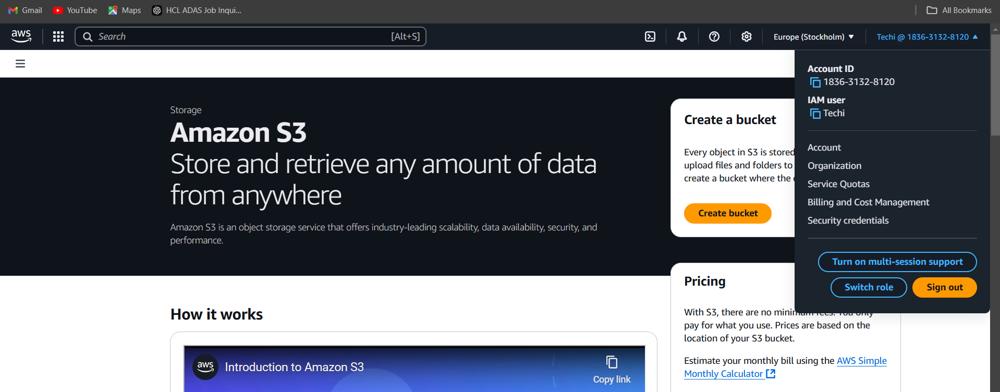 Gmail
YouTube
Maps
HCL ADAS Job Inqui...
All Bookmarks
aws
Search
[Alt+S]
Europe (Stockholm)
Techi @ 1836-3132-8120
Account ID
1836-3132-8120
IAM user
Techi
Account
Organization
Service Quotas
Billing and Cost Management
Security credentials
Turn on multi-session support
Switch role
Sign out
Storage
Amazon S3
Store and retrieve any amount of data
from anywhere
Amazon S3 is an object storage service that offers industry-leading scalability, data availability, security, and
performance.
Create a bucket
Every object in S3 is stored
upload files and folders to
create a bucket where the
Create bucket
Pricing
With S3, there are no minimum fees. You only
pay for what you use. Prices are based on the
location of your S3 bucket.
Estimate your monthly bill using the AWS Simple
Monthly Calculator
How it works
aws
Introduction to Amazon S3
Copy link